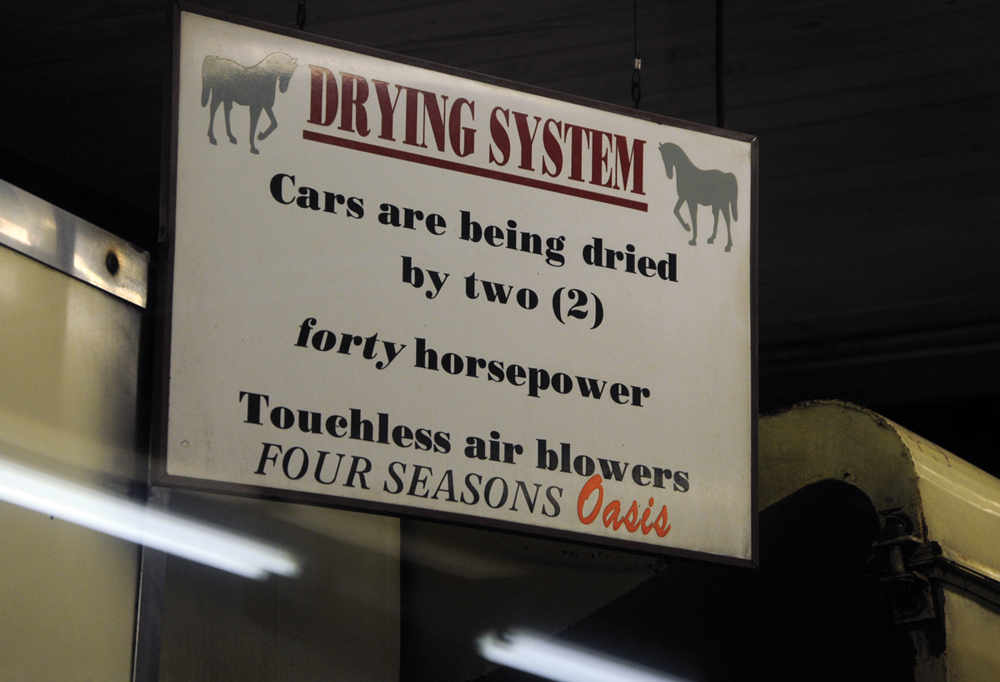 DRYING SYSTEM
Cars are being dried
by two (2)
forty horsepower
Touchless air blowers
FOUR SEASONS Oasis